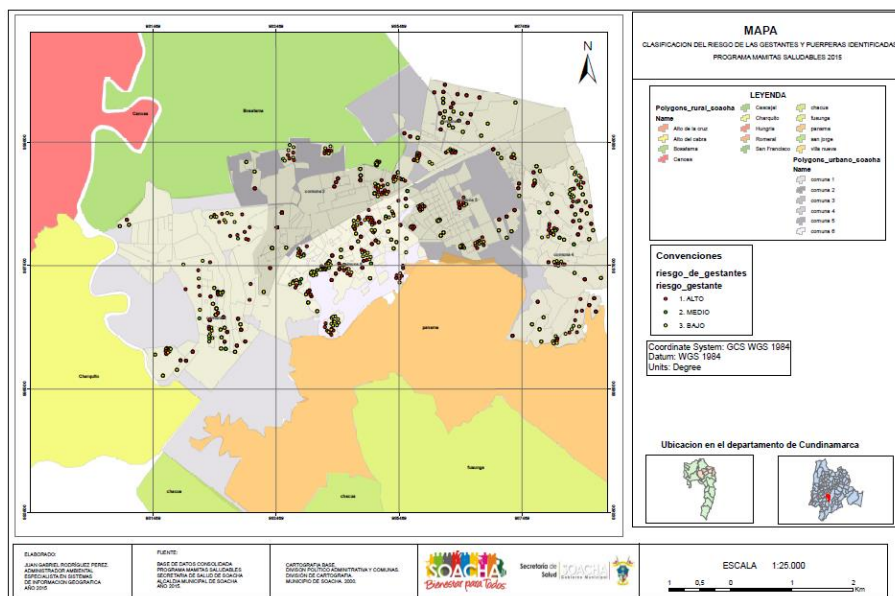 MAPA
CLASIFICACION DEL RIESGO DE LAS GESTANTES Y PUERPERAS IDENTIFICADAS
PROGRAMA MAMITAS SALUDABLES 2015
LEYENDA
Polygons_rural_soacha
Name
Alto de la cruz
Alto del cabra
Bosatama
Canoas
Cascajal
Charquito
Hungria
Romeral
San Francisco
chacua
fusunga
panama
san jorge
villa nueva
Polygons_urbano_soacha
Name
comuna 1
comuna 2
comuna 3
comuna 4
comuna 5
comuna 6
Convenciones
riesgo_de_gestantes
riesgo_gestante
1. ALTO
2. MEDIO
3. BAJO
Coordinate System: GCS WGS 1984
Datum: WGS 1984
Units: Degree
Ubicacion en el departamento de Cundinamarca
N
Canoas
Bosatama
Charquito
panama
fusunga
chacua
chacua
ELABORADO:
JUAN GABRIEL RODRÍGUEZ PEREZ.
ADMINISTRADOR AMBIENTAL.
ESPECIALISTA EN SISTEMAS
DE INFORMACION GEOGRAFICA
AÑO 2015
FUENTE:
BASE DE DATOS CONSOLIDADA
PROGRAMA MAMITAS SALUDABLES
SECRETARIA DE SALUD DE SOACHA
ALCALDIA MUNICIPAL DE SOACHA
AÑO 2015.
CARTOGRAFIA BASE.
DIVISION POLITICO ADMINITRATIVA Y COMUNAS.
DIVISIÓN DE CARTOGRAFIA.
MUNICIPIO DE SOACHA. 2000.
SOACHA
Bienestar para Todos
Secretaría de
Salud
SOACHA
Gobierno Municipal
ESCALA 1:25.000
1 0,5 0 1 2
Km